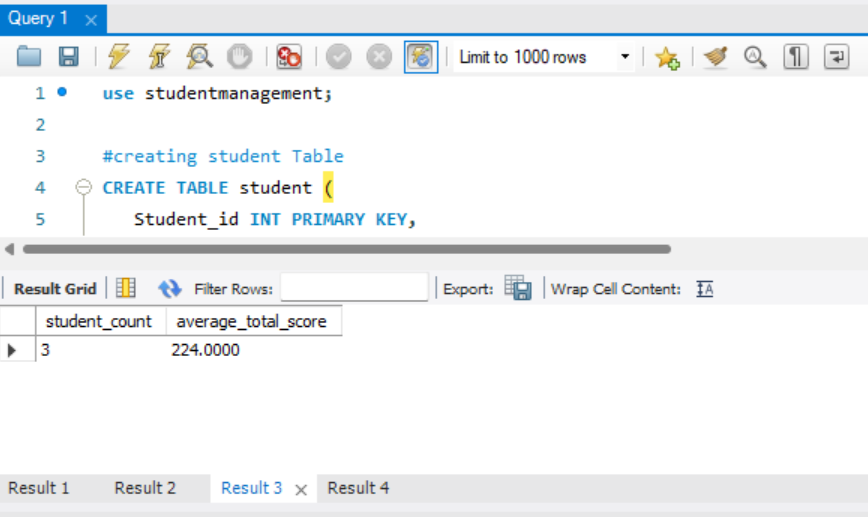 Query 1
Limit to 1000 rows
1 use studentmanagement;
2
3 #creating student Table
4 CREATE TABLE student (
5 Student_id INT PRIMARY KEY,
Result Grid Filter Rows: Export: Wrap Cell Content: IA
student_count average_total_score
3 224.0000
Result 1 Result 2 Result 3 Result 4